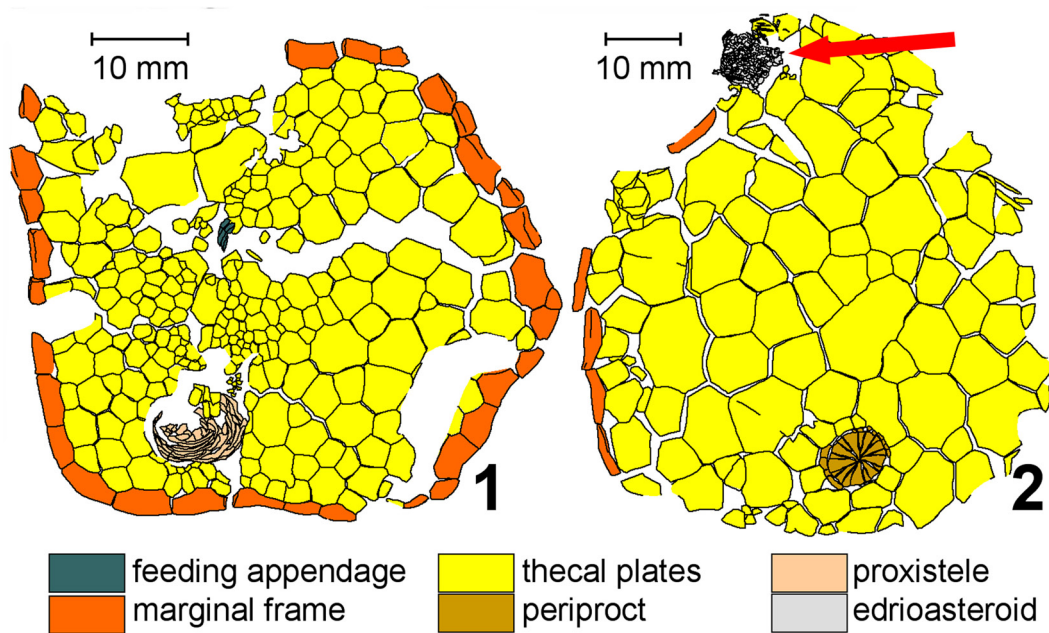 10 mm
10 mm
1
2
feeding appendage
thecal plates
proxistele
marginal frame
periproct
edrioasteroid